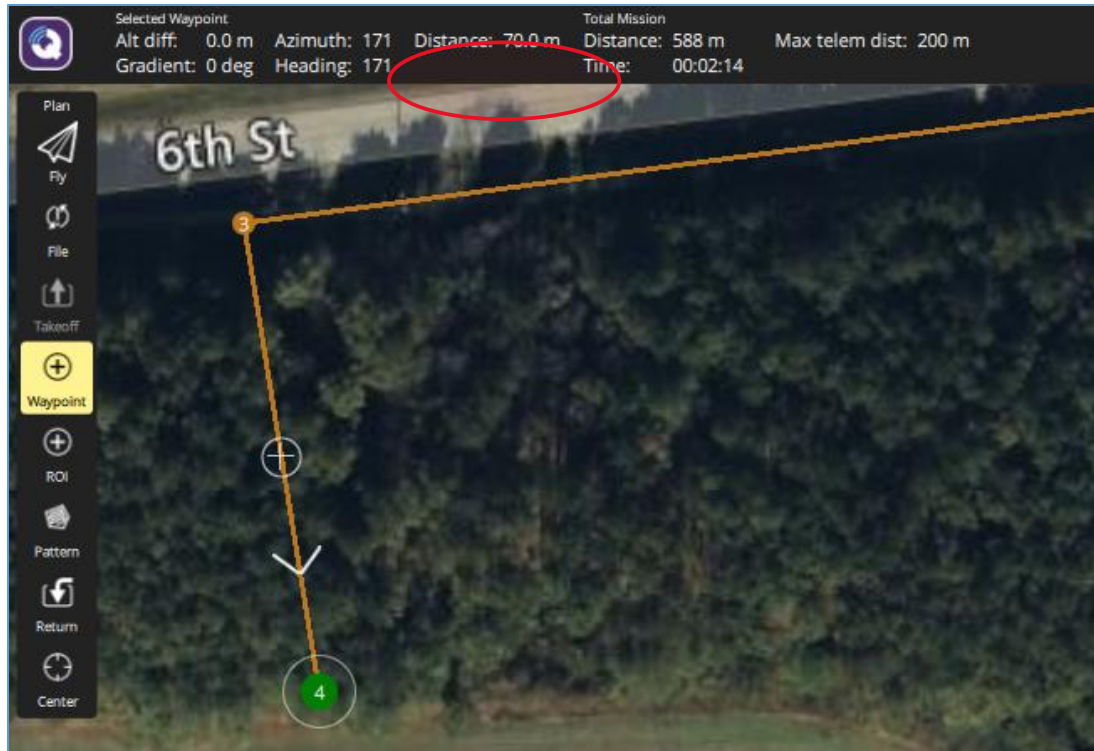 Selected Waypoint
Alt diff: 0.0 m Azimuth: 171 Distance: 70.0 m
Gradient: 0 deg Heading: 171
Total Mission
Distance: 588 m Max telem dist: 200 m
Time: 00:02:14
Plan
Fly
File
Takeoff
Waypoint
ROI
Pattern
Return
Center
6th St
3
4